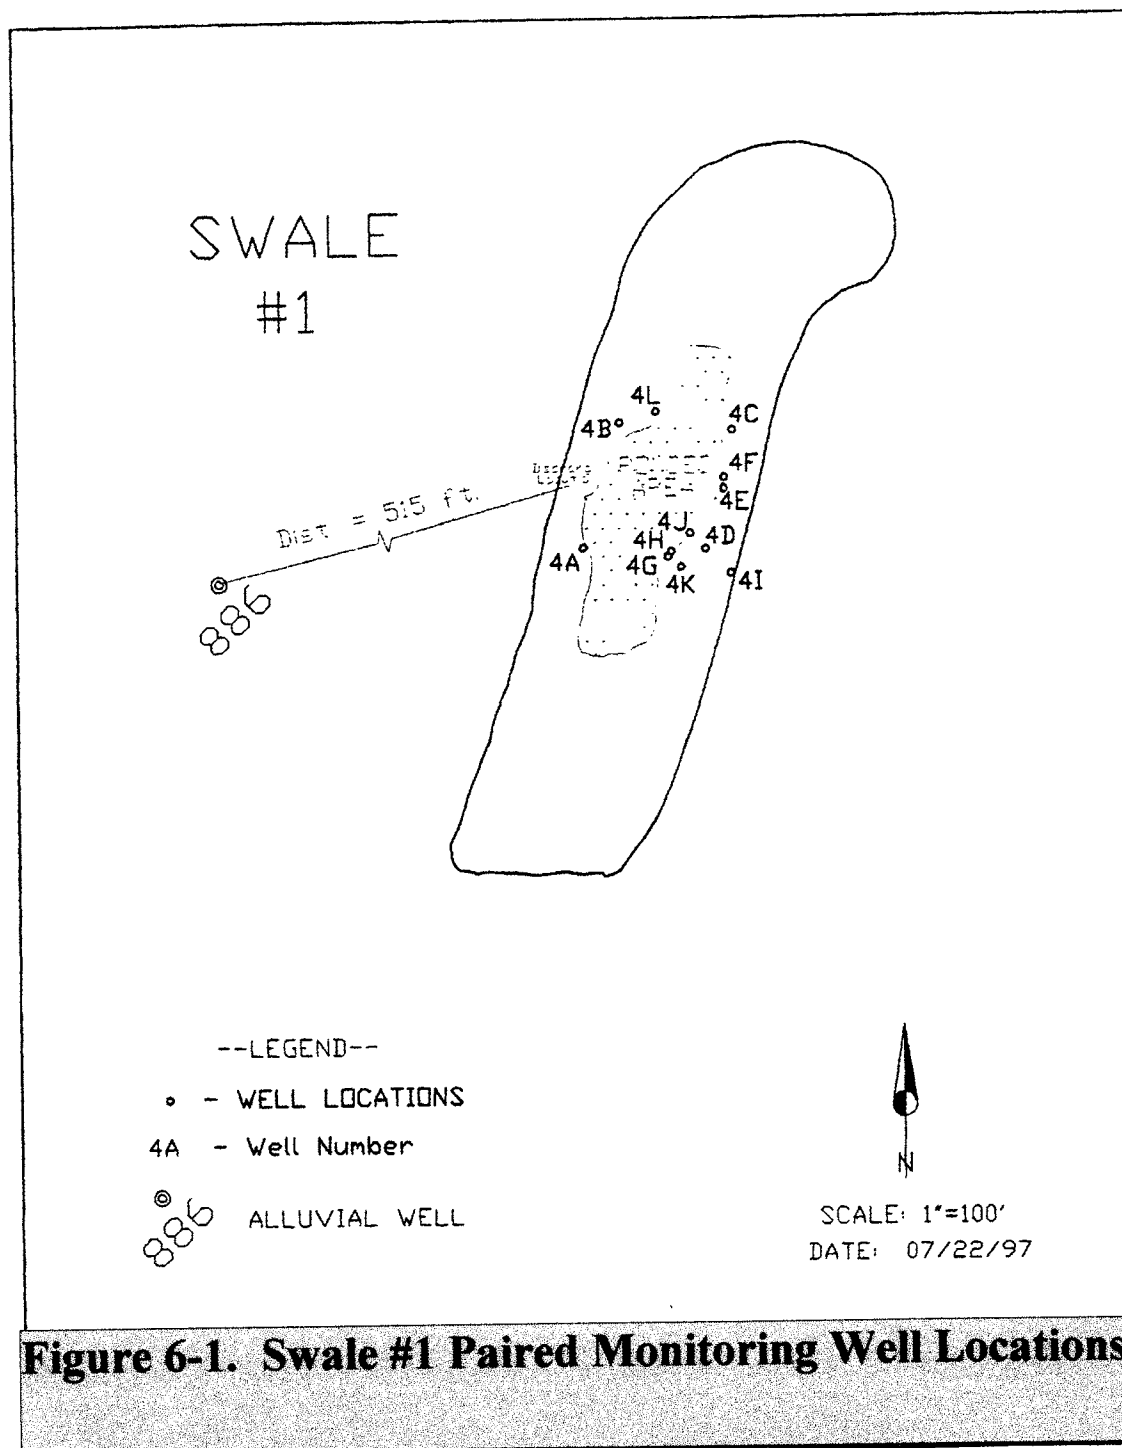 SWALE
#1
4L
4B
4C
PONDED
AREA
4F
4E
Dist = 515 ft.
4J
4H
4D
4A
4G
4K
4I
886
--LEGEND--
- WELL LOCATIONS
4A - Well Number
886 ALLUVIAL WELL
N
SCALE: 1"=100'
DATE: 07/22/97
Figure 6-1. Swale #1 Paired Monitoring Well Locations